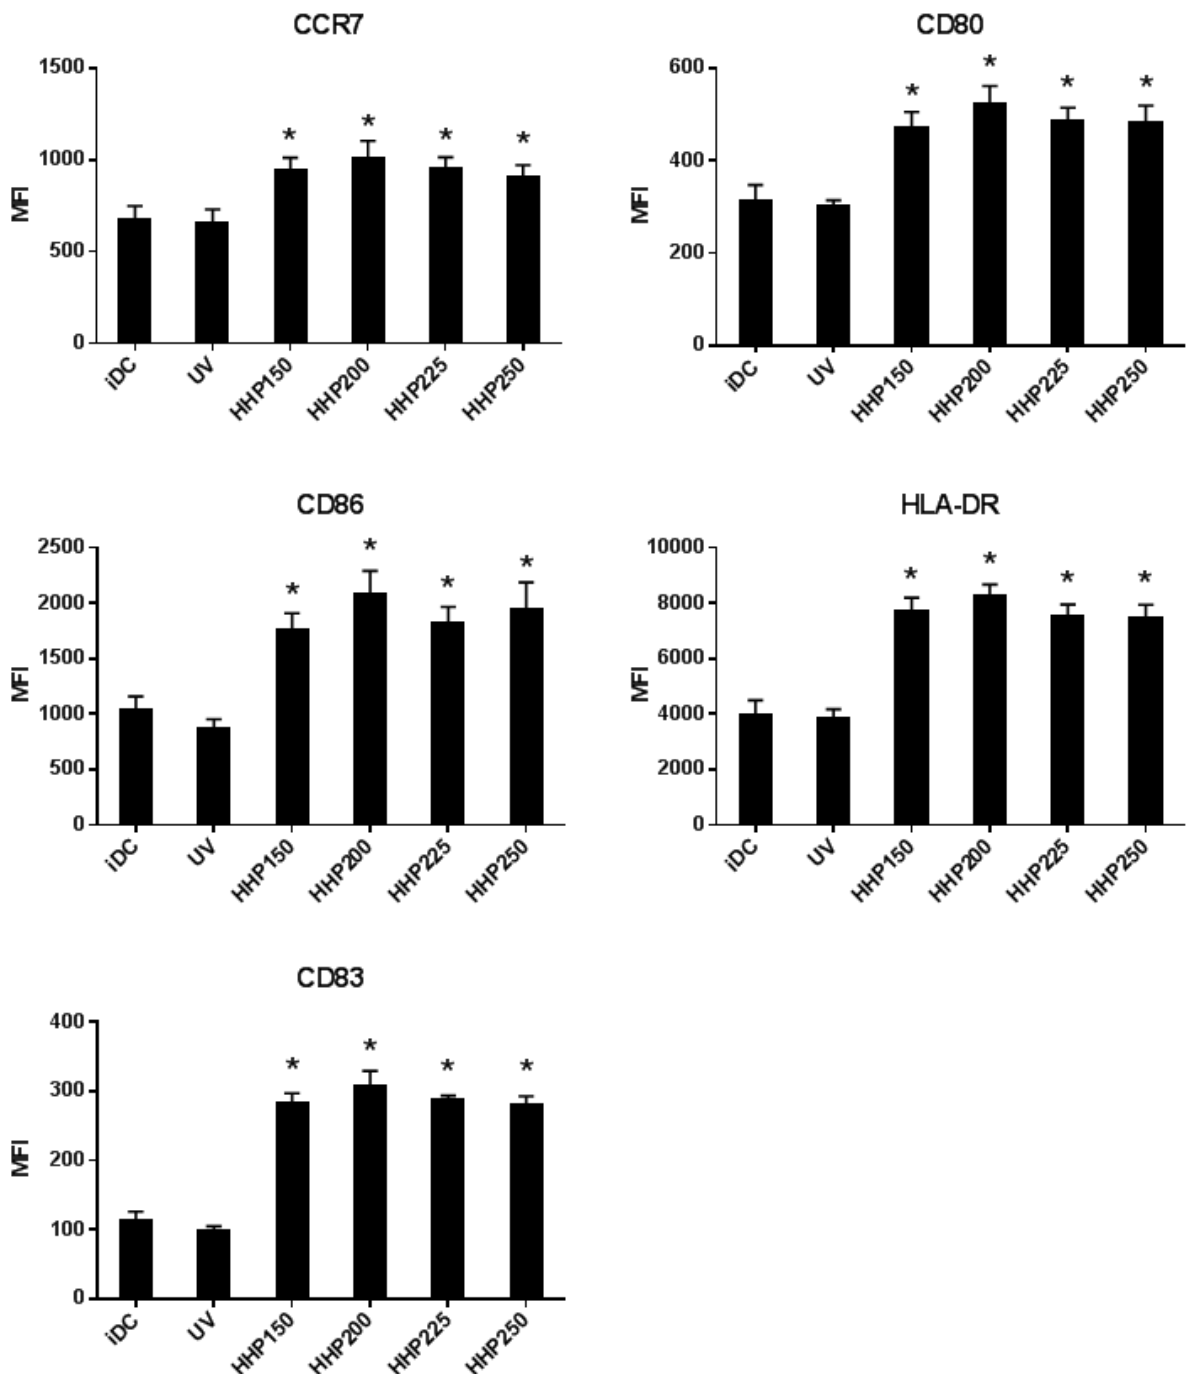 CCR7
1500
1000
500
0
MFI
* * * *
iDC UV HHP150 HHP200 HHP225 HHP250
CD80
600
400
200
0
MFI
* * * *
iDC UV HHP150 HHP200 HHP225 HHP250
CD86
2500
2000
1500
1000
500
0
MFI
* * * *
iDC UV HHP150 HHP200 HHP225 HHP250
HLA-DR
10000
8000
6000
4000
2000
0
MFI
* * * *
iDC UV HHP150 HHP200 HHP225 HHP250
CD83
400
300
200
100
0
MFI
* * * *
iDC UV HHP150 HHP200 HHP225 HHP250